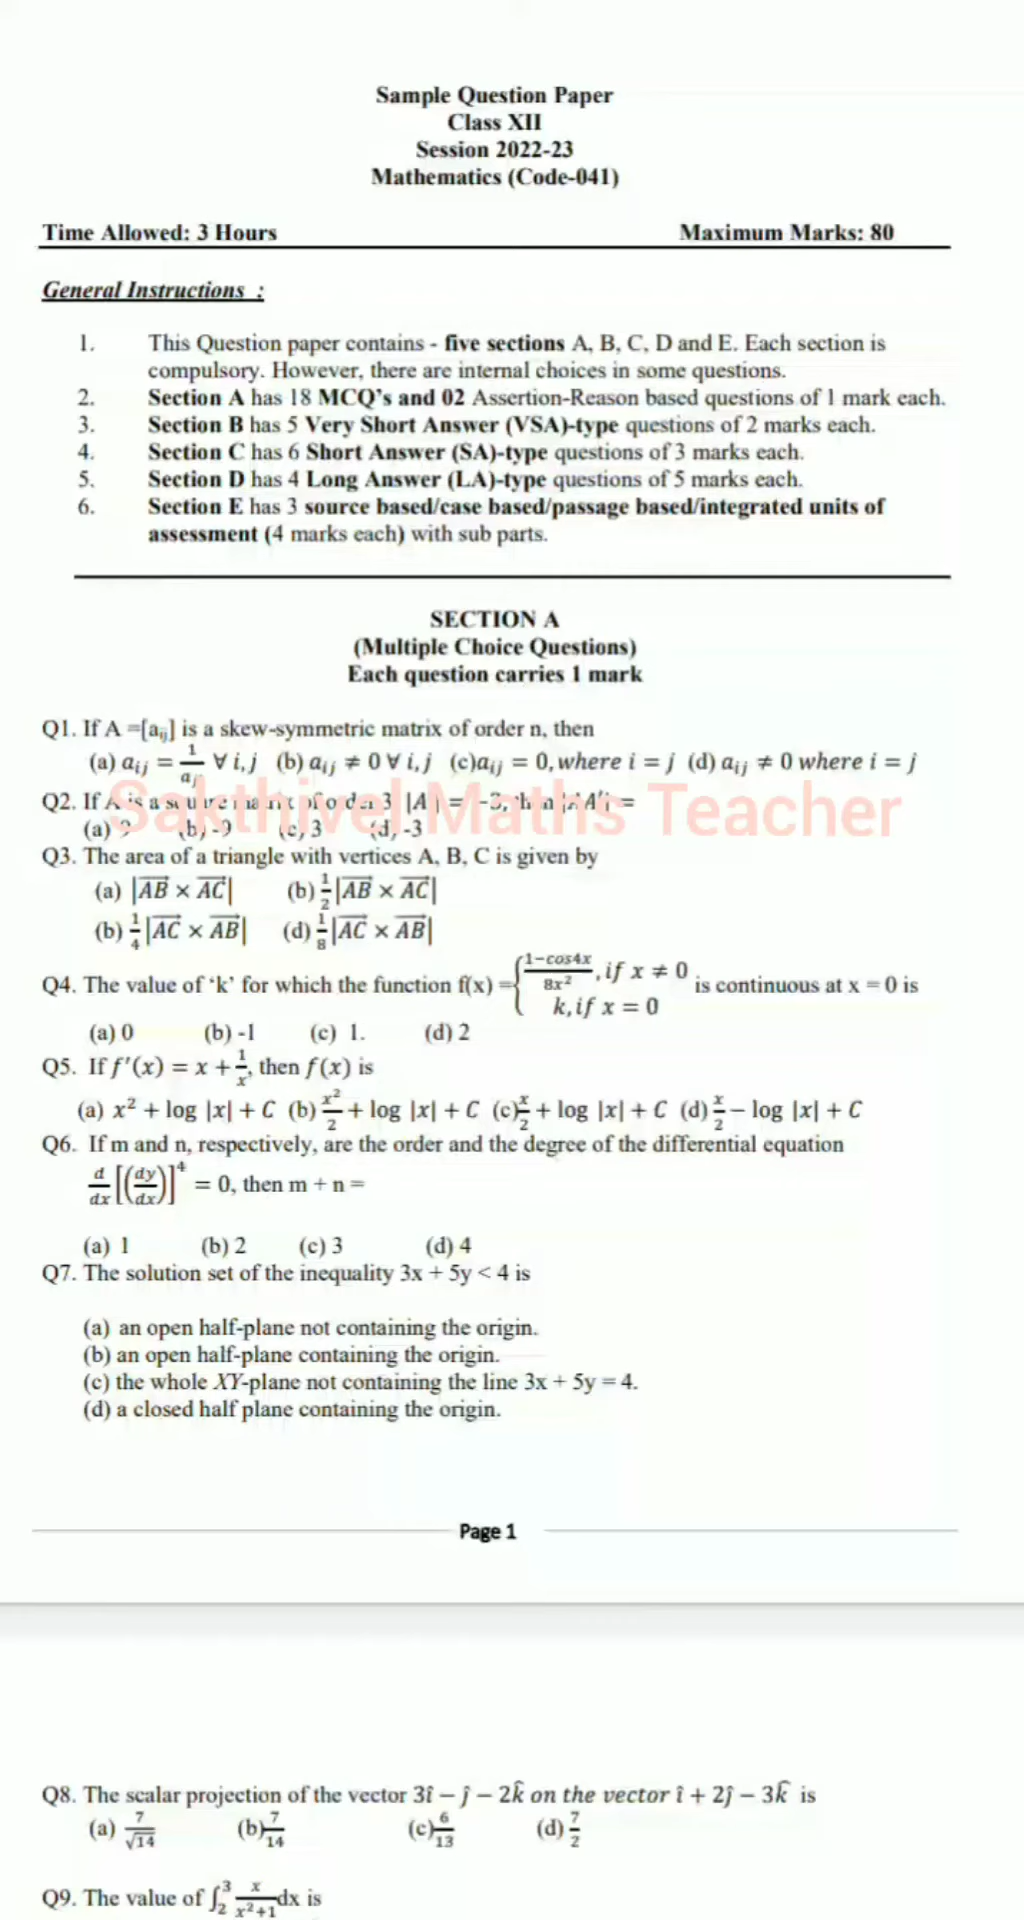 Sample Question Paper
Class XII
Session 2022-23
Mathematics (Code-041)
Time Allowed: 3 Hours Maximum Marks: 80
General Instructions :
1. This Question paper contains - five sections A, B, C, D and E. Each section is
compulsory. However, there are internal choices in some questions.
2. Section A has 18 MCQ's and 02 Assertion-Reason based questions of 1 mark each.
3. Section B has 5 Very Short Answer (VSA)-type questions of 2 marks each.
4. Section C has 6 Short Answer (SA)-type questions of 3 marks each.
5. Section D has 4 Long Answer (LA)-type questions of 5 marks each.
6. Section E has 3 source based/case based/passage based/integrated units of
assessment (4 marks each) with sub parts.
SECTION A
(Multiple Choice Questions)
Each question carries 1 mark
Q1. If A =[aᵢⱼ] is a skew-symmetric matrix of order n, then
(a) aᵢⱼ = 1/aⱼᵢ ∀ i, j (b) aᵢⱼ ≠ 0 ∀ i, j (c)aᵢⱼ = 0, where i = j (d) aᵢⱼ ≠ 0 where i = j
Q2. If A is a square matrix of order 3, |A'| = −3, then |AA'| =
(a) (b) -9 (c) 3 (d) -3
Sakthivel Maths Teacher
Q3. The area of a triangle with vertices A, B, C is given by
(a) |AB⃗ × AC⃗| (b) 1/2 |AB⃗ × AC⃗|
(b) 1/4 |AC⃗ × AB⃗| (d) 1/8 |AC⃗ × AB⃗|
Q4. The value of ‘k’ for which the function f(x) = { (1−cos4x)/8x², if x ≠ 0 k, if x = 0 is continuous at x = 0 is
(a) 0 (b) -1 (c) 1. (d) 2
Q5. If f′(x) = x + 1/x, then f(x) is
(a) x² + log |x| + C (b) x²/2 + log |x| + C (c) x/2 + log |x| + C (d) x/2 − log |x| + C
Q6. If m and n, respectively, are the order and the degree of the differential equation
d/dx [(dy/dx)]⁴ = 0, then m + n =
(a) 1 (b) 2 (c) 3 (d) 4
Q7. The solution set of the inequality 3x + 5y < 4 is
(a) an open half-plane not containing the origin.
(b) an open half-plane containing the origin.
(c) the whole XY-plane not containing the line 3x + 5y = 4.
(d) a closed half plane containing the origin.
Page 1
Q8. The scalar projection of the vector 3î − ĵ − 2k̂ on the vector î + 2ĵ − 3k̂ is
(a) 7/√14 (b) 7/14 (c) 6/13 (d) 7/2
Q9. The value of ∫₂³ x/(x²+1) dx is